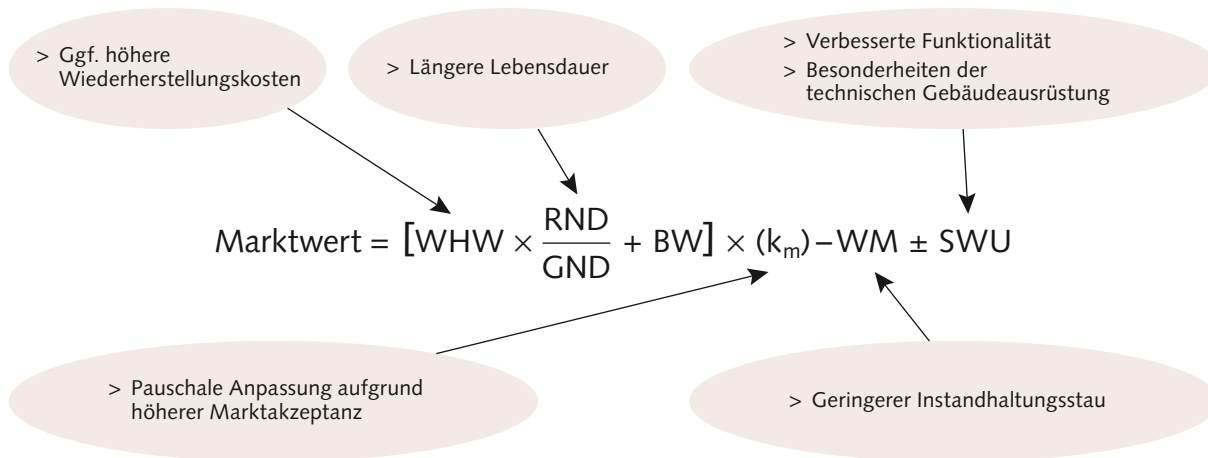 > Ggf. höhere
Wiederherstellungskosten
> Längere Lebensdauer
> Verbesserte Funktionalität
> Besonderheiten der
technischen Gebäudeausrüstung
Marktwert = [WHW × RND/GND + BW] × (kₘ) – WM ± SWU
> Pauschale Anpassung aufgrund
höherer Marktakzeptanz
> Geringerer Instandhaltungsstau